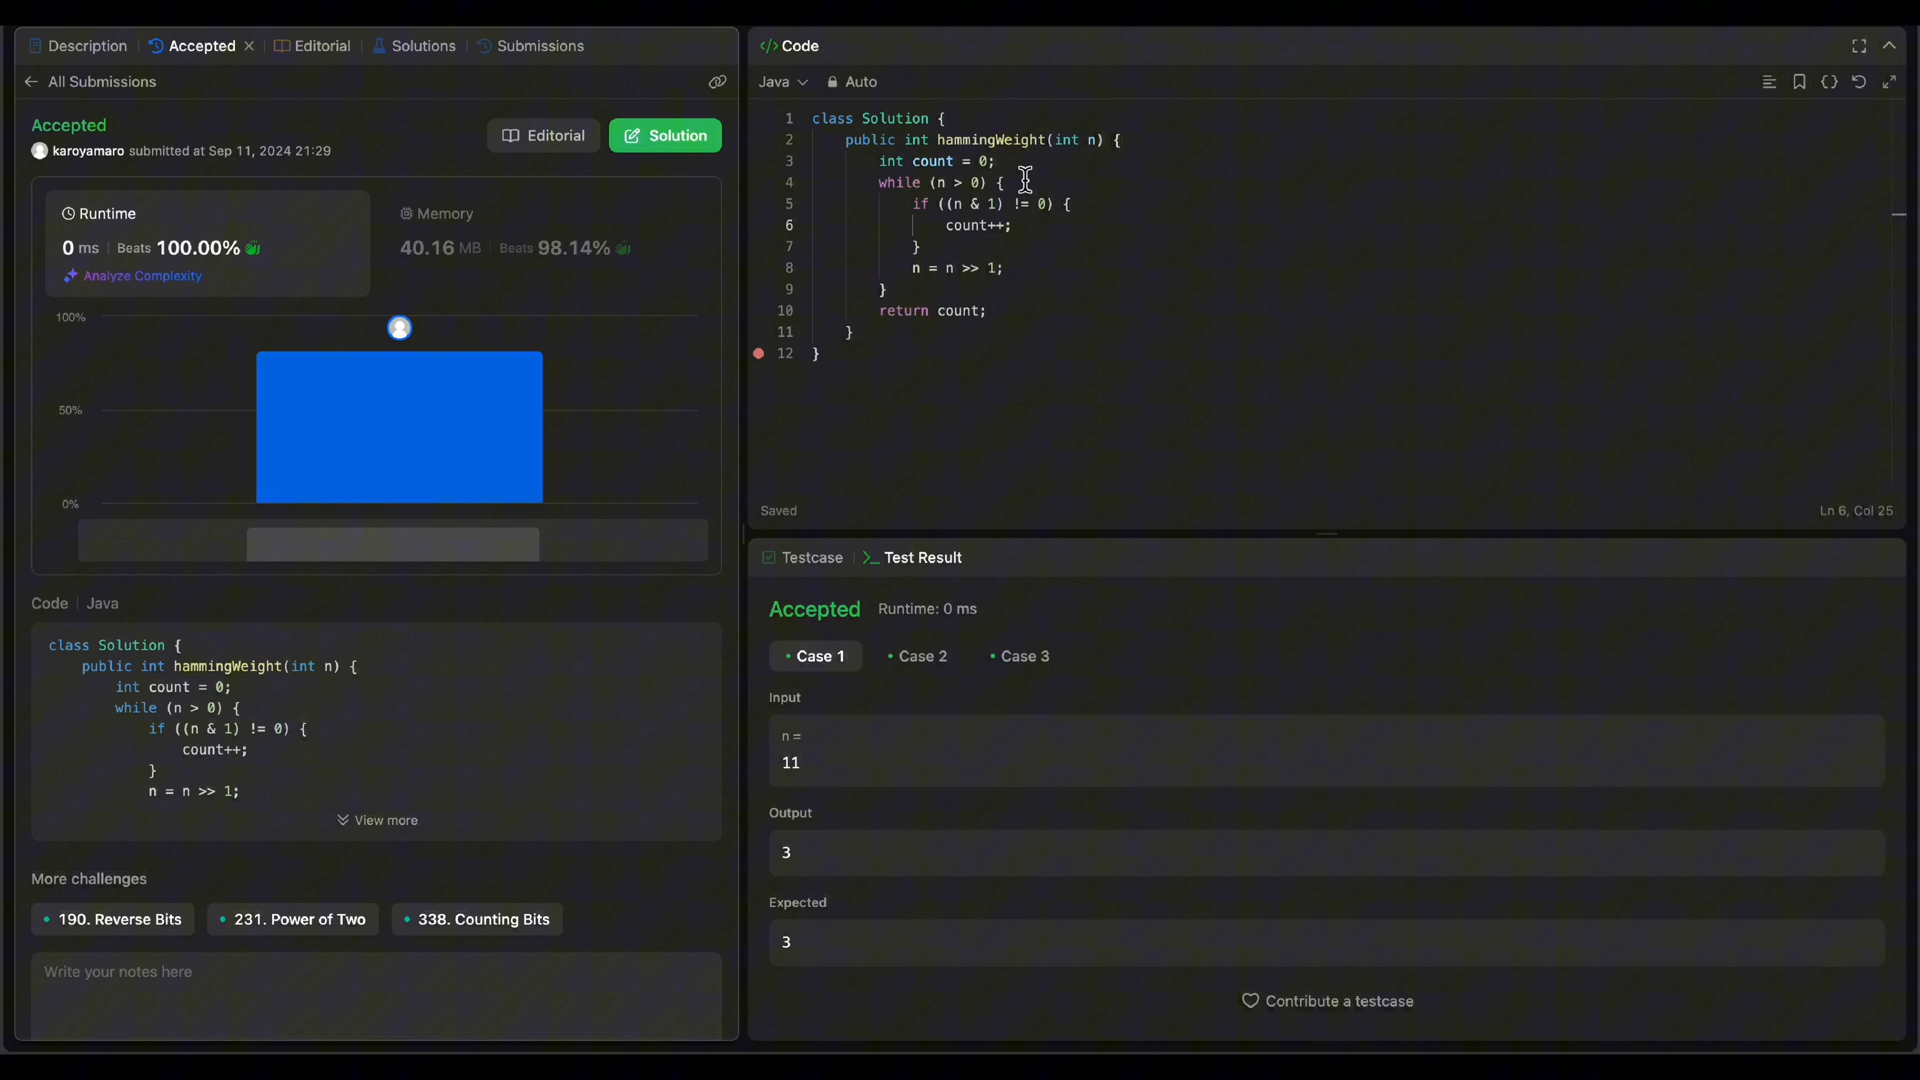 Description
Accepted
Editorial
Solutions
Submissions
All Submissions
Accepted
karoyamaro submitted at Sep 11, 2024 21:29
Editorial
Solution
Runtime
0 ms | Beats 100.00%
Analyze Complexity
Memory
40.16 MB | Beats 98.14%
100%
50%
0%
Code | Java
class Solution {
    public int hammingWeight(int n) {
        int count = 0;
        while (n > 0) {
            if ((n & 1) != 0) {
                count++;
            }
            n = n >> 1;
View more
More challenges
190. Reverse Bits
231. Power of Two
338. Counting Bits
Write your notes here
</> Code
Java
Auto
1 class Solution {
2     public int hammingWeight(int n) {
3         int count = 0;
4         while (n > 0) {
5             if ((n & 1) != 0) {
6                 count++;
7             }
8             n = n >> 1;
9         }
10         return count;
11     }
12 }
Saved
Ln 6, Col 25
Testcase
>_ Test Result
Accepted Runtime: 0 ms
Case 1
Case 2
Case 3
Input
n =
11
Output
3
Expected
3
Contribute a testcase